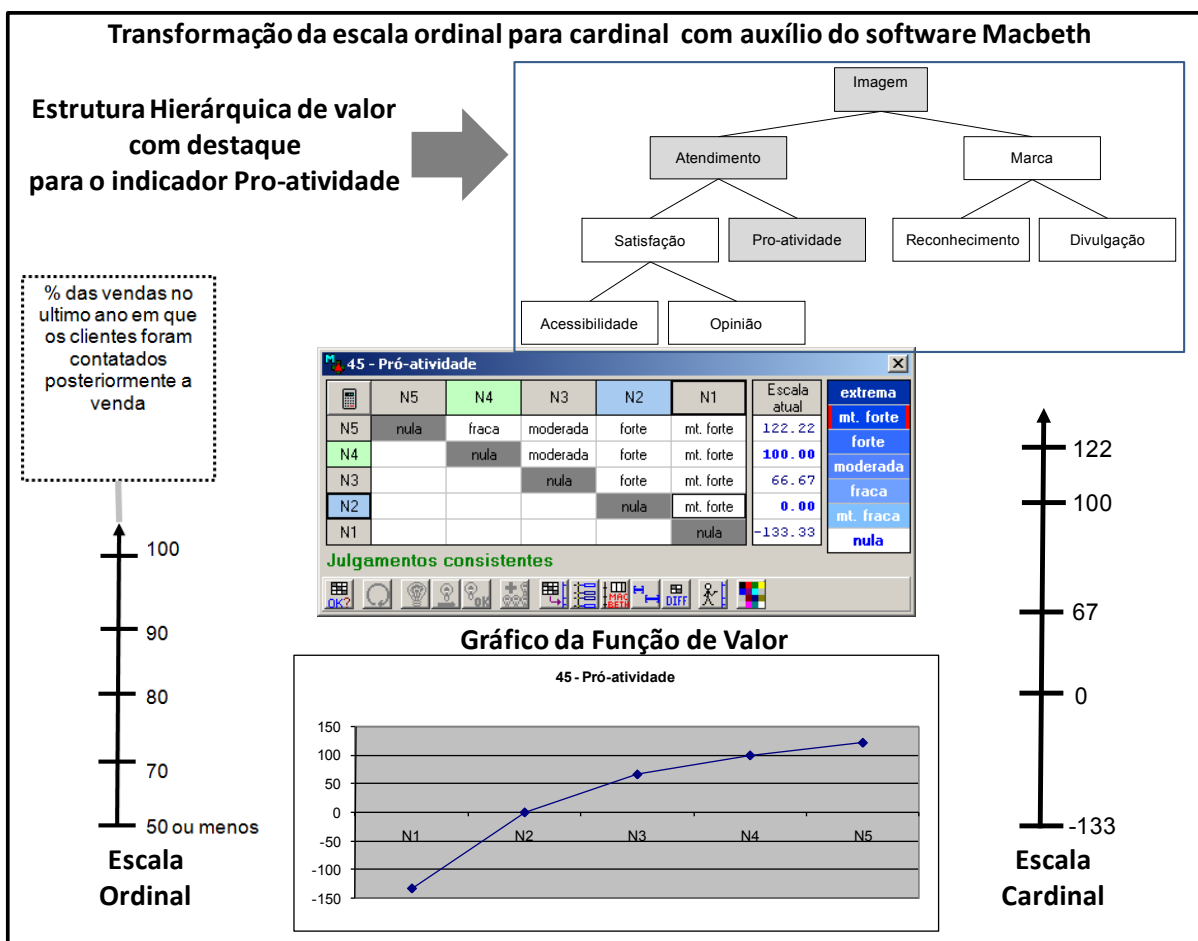 Transformação da escala ordinal para cardinal com auxílio do software Macbeth
Estrutura Hierárquica de valor
com destaque
para o indicador Pro-atividade
Imagem
Atendimento
Marca
Satisfação
Pro-atividade
Reconhecimento
Divulgação
Acessibilidade
Opinião
% das vendas no
ultimo ano em que
os clientes foram
contatados
posteriormente a
venda
100
90
80
70
50 ou menos
Escala
Ordinal
45 - Pró-atividade
N5 N4 N3 N2 N1 Escala
atual
N5 nula fraca moderada forte mt. forte 122.22
N4 nula moderada forte mt. forte 100.00
N3 nula forte mt. forte 66.67
N2 nula mt. forte 0.00
N1 nula -133.33
extrema
mt. forte
forte
moderada
fraca
mt. fraca
nula
Julgamentos consistentes
OK?
OK
MAC
BETH
DIFF
Gráfico da Função de Valor
45 - Pró-atividade
150
100
50
0
-50
-100
-150
N1 N2 N3 N4 N5
122
100
67
0
-133
Escala
Cardinal